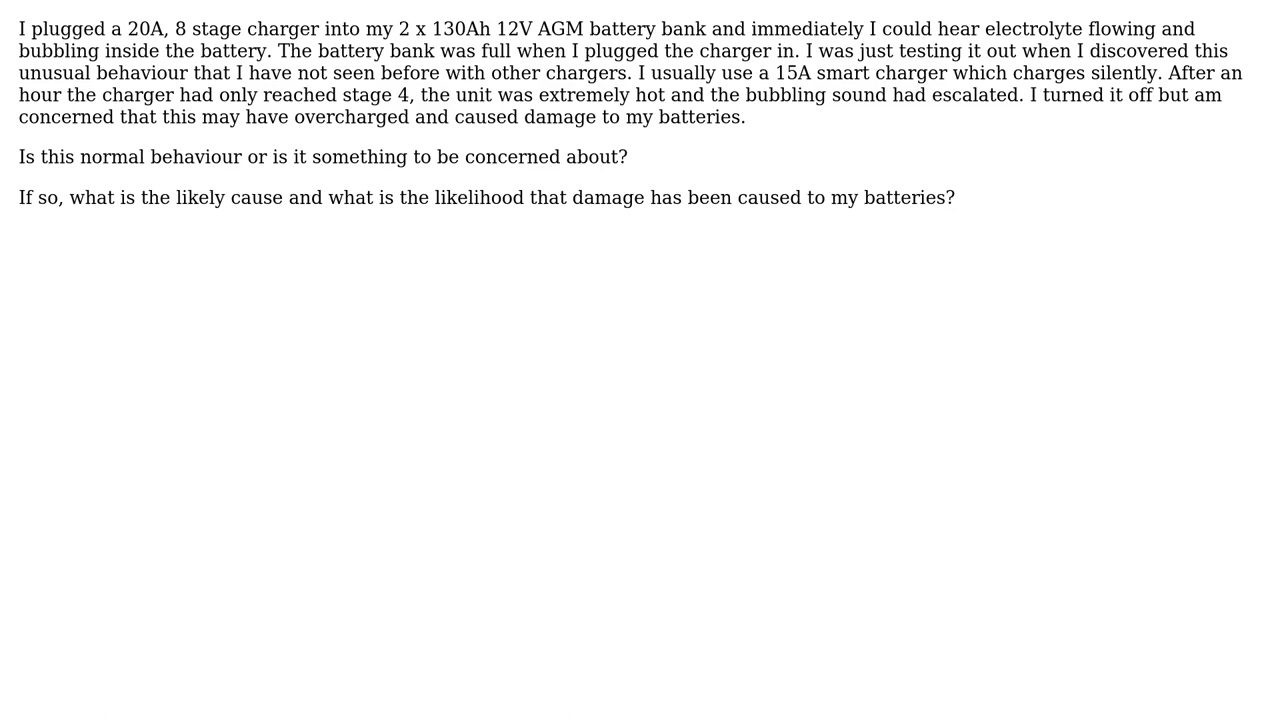 I plugged a 20A, 8 stage charger into my 2 x 130Ah 12V AGM battery bank and immediately I could hear electrolyte flowing and
bubbling inside the battery. The battery bank was full when I plugged the charger in. I was just testing it out when I discovered this
unusual behaviour that I have not seen before with other chargers. I usually use a 15A smart charger which charges silently. After an
hour the charger had only reached stage 4, the unit was extremely hot and the bubbling sound had escalated. I turned it off but am
concerned that this may have overcharged and caused damage to my batteries.
Is this normal behaviour or is it something to be concerned about?
If so, what is the likely cause and what is the likelihood that damage has been caused to my batteries?